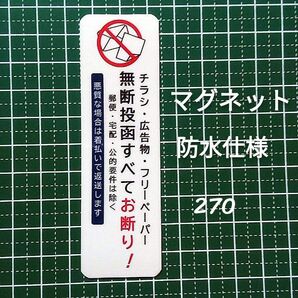 チラシ・広告物・フリーペーパー
無断投函すべてお断り！
郵便・宅配・公的要件は除く
悪質な場合は着払いで返送します
マグネット
防水仕様
270